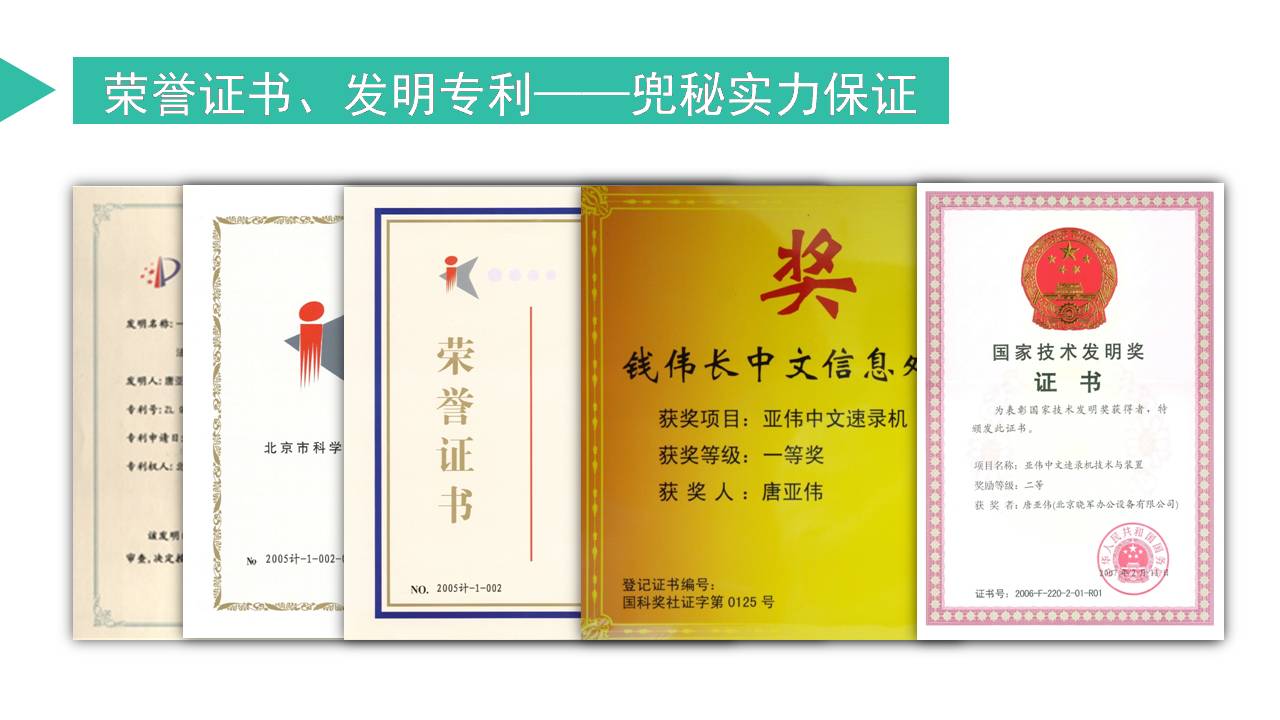 荣誉证书、发明专利——兜秘实力保证
发明名称:
发明人: 唐亚
专利号: ZL
专利申请日:
专利权人: 北
该发明
审查,决定授
北京市科学
№ 2005计-1-002-
荣
誉
证
书
NO. 2005计-1-002
奖
钱伟长中文信息处
获奖项目: 亚伟中文速录机
获奖等级: 一等奖
获 奖 人 : 唐亚伟
登记证书编号:
国科奖社证字第 0125 号
国家技术发明奖
证 书
为表彰国家技术发明奖获得者,特
颁发此证书。
项目名称: 亚伟中文速录机技术与装置
奖励等级: 二等
获 奖 者: 唐亚伟(北京晓军办公设备有限公司)
证书号: 2006-F-220-2-01-R01